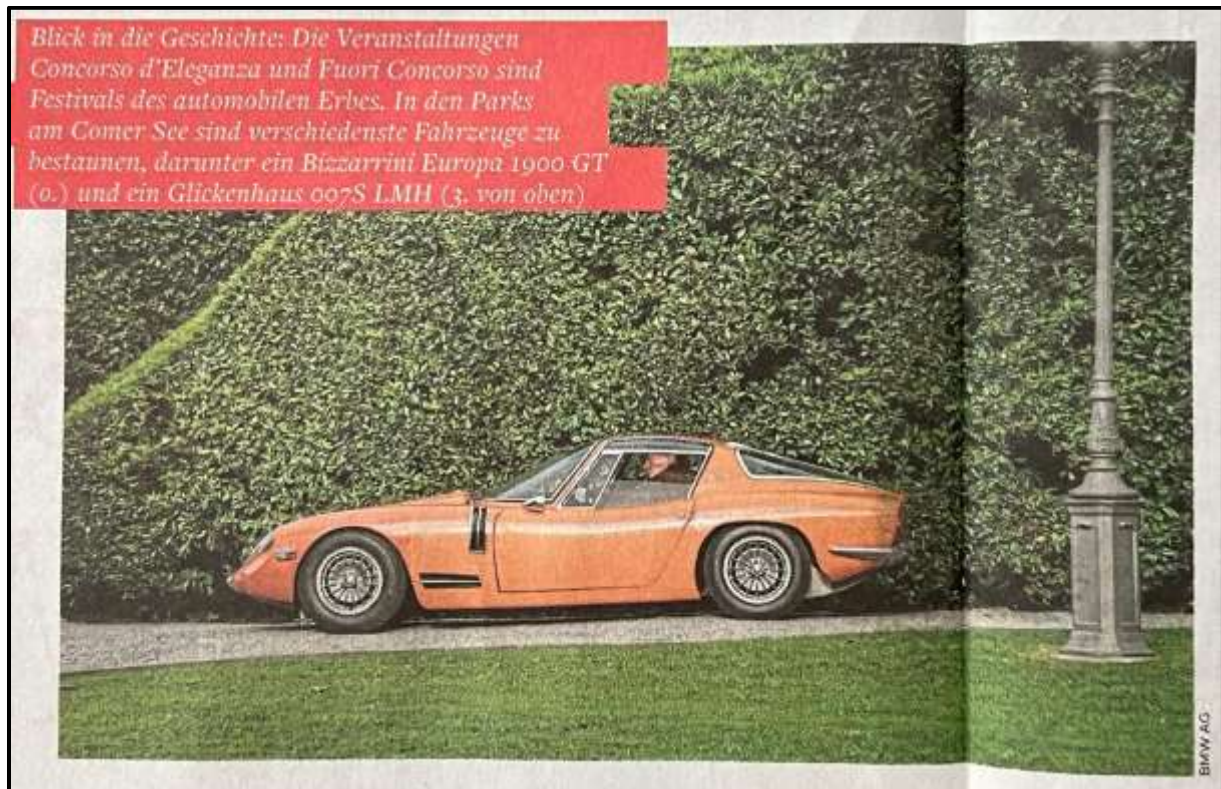 Blick in die Geschichte: Die Veranstaltungen
Concorso d'Eleganza und Fuori Concorso sind
Festivals des automobilen Erbes. In den Parks
am Comer See sind verschiedenste Fahrzeuge zu
bestaunen, darunter ein Bizzarrini Europa 1900 GT
(o.) und ein Glickenhaus 007S LMH (3. von oben)
BMW AG